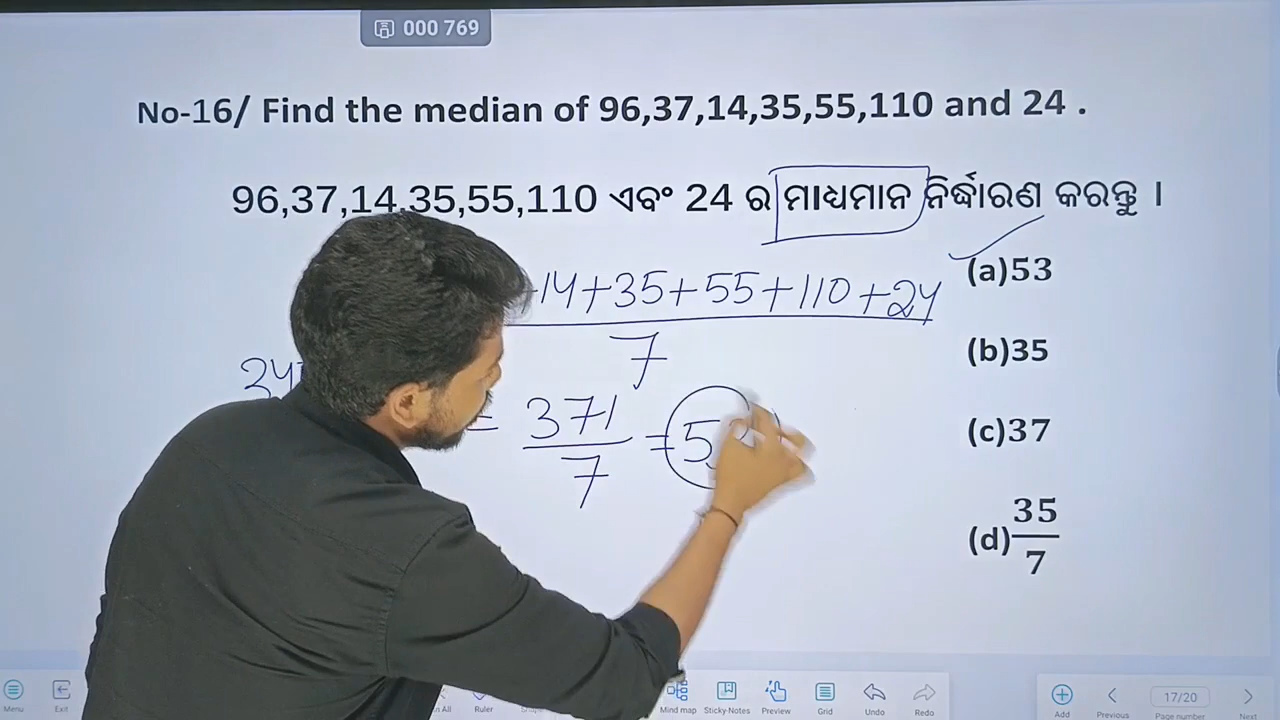 000 769
No-16/ Find the median of 96,37,14,35,55,110 and 24 .
96,37,14,35,55,110 ଏବଂ 24 ର ମାଧ୍ୟମାନ ନିର୍ଦ୍ଧାରଣ କରନ୍ତୁ ।
14+35+55+110+24
7
= 371/7 =
(a)53
(b)35
(c)37
(d)35/7
Menu Exit Ruler Mind map Sticky Notes Preview Grid Undo Redo Add Previous 17/20 Page number Next